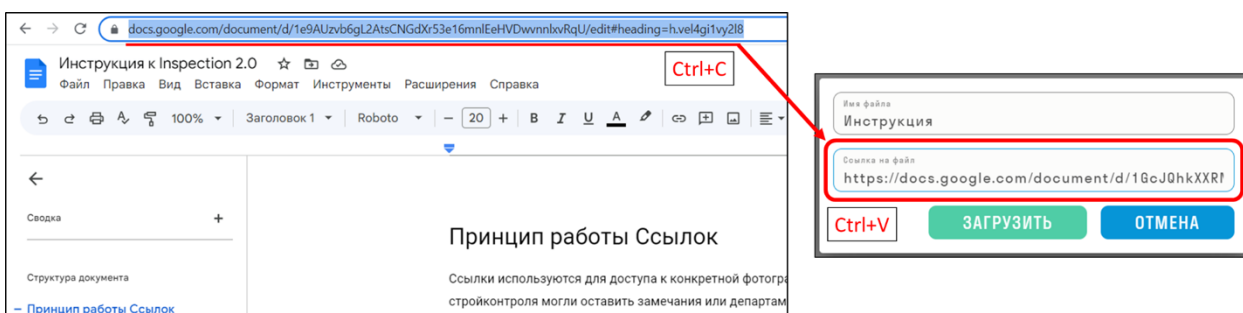 docs.google.com/document/d/1e9AUzvb6gL2AtsCNGdXr53e16mnlEeHVDwvnnlxvRqU/edit#heading=h.vel4gi1vy2l8
Инструкция к Inspection 2.0
Файл Правка Вид Вставка Формат Инструменты Расширения Справка
Ctrl+C
100% Заголовок 1 Roboto – 20 + B I U A
Сводка +
Структура документа
– Принцип работы Ссылок
Принцип работы Ссылок
Ссылки используются для доступа к конкретной фотогра
стройконтроля могли оставить замечания или департам
Имя файла
Инструкция
Ссылка на файл
https://docs.google.com/document/d/1GcJQhkXXRM
Ctrl+V
ЗАГРУЗИТЬ ОТМЕНА